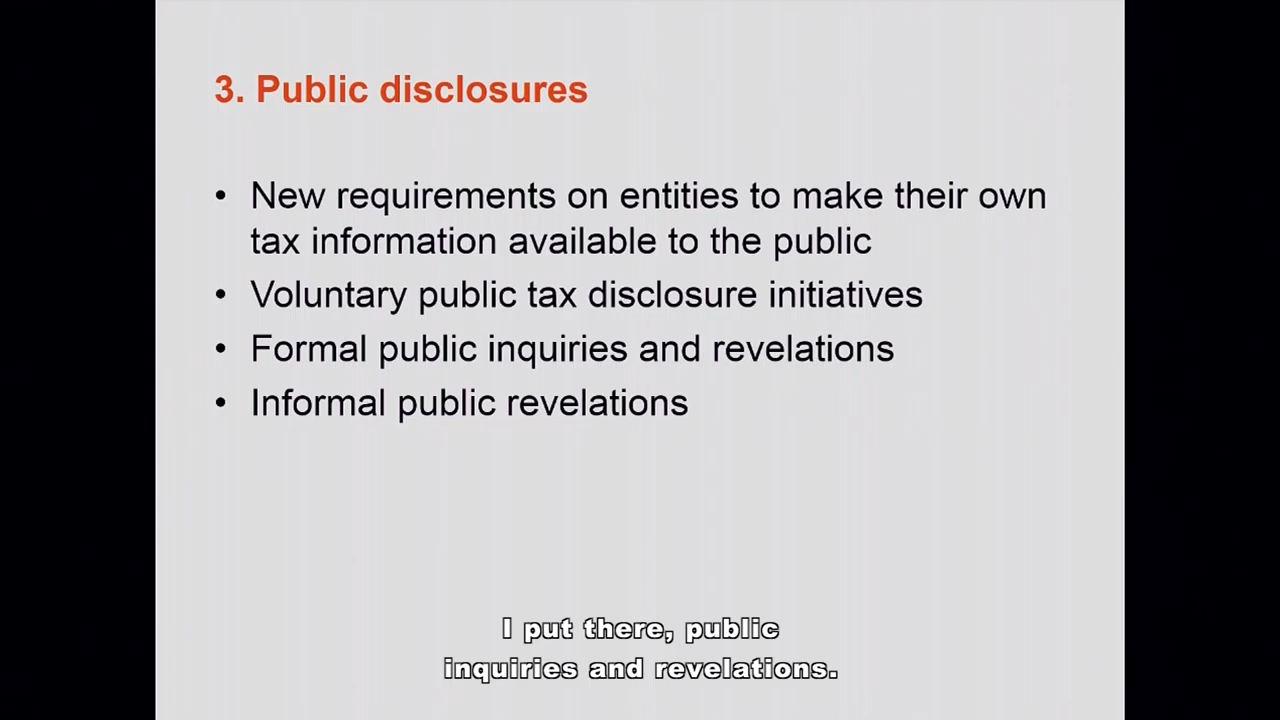 3. Public disclosures
• New requirements on entities to make their own
tax information available to the public
• Voluntary public tax disclosure initiatives
• Formal public inquiries and revelations
• Informal public revelations
I put there, public
inquiries and revelations.